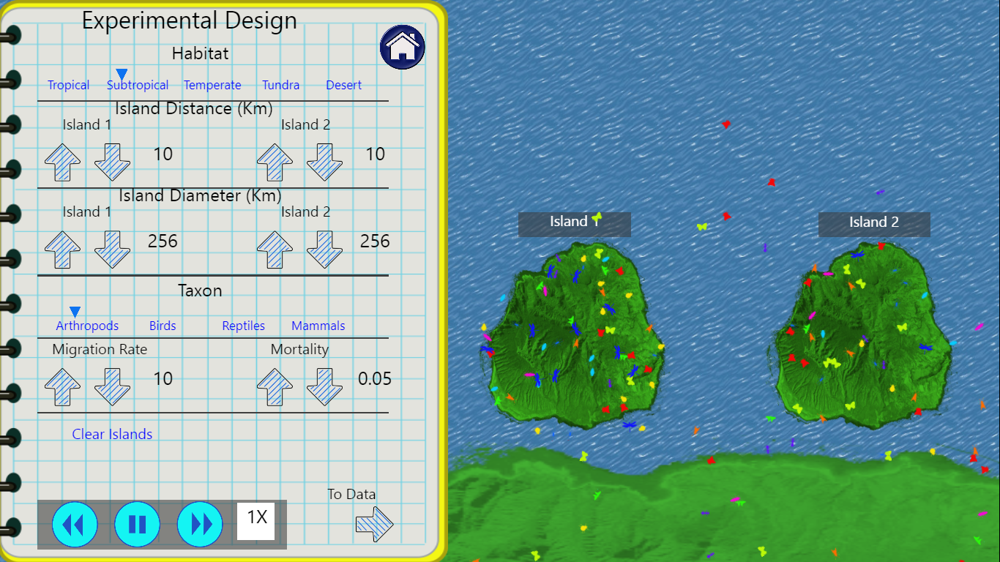 Experimental Design
Habitat
Tropical Subtropical Temperate Tundra Desert
Island Distance (Km)
Island 1 Island 2
10 10
Island Diameter (Km)
Island 1 Island 2
256 256
Taxon
Arthropods Birds Reptiles Mammals
Migration Rate Mortality
10 0.05
Clear Islands
To Data
1X
Island 1 Island 2